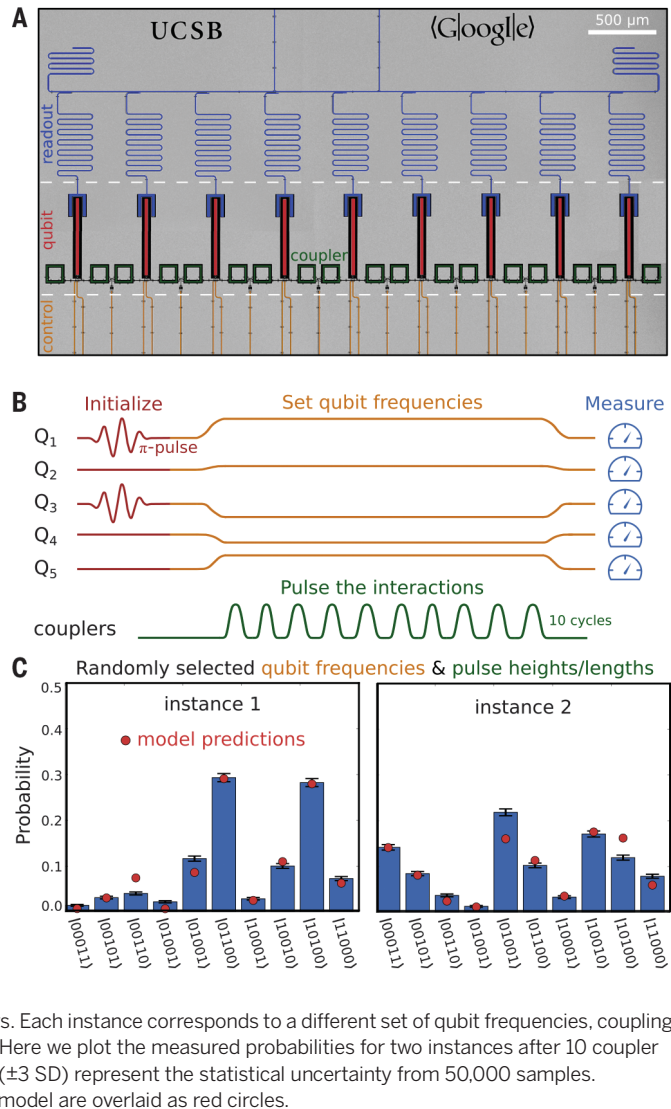 A
UCSB
⟨G|oogl|e⟩
500 μm
readout
qubit
coupler
control
B
Initialize
Set qubit frequencies
Measure
Q1
π-pulse
Q2
Q3
Q4
Q5
Pulse the interactions
couplers
10 cycles
C
Randomly selected qubit frequencies & pulse heights/lengths
0.5
instance 1
instance 2
0.4
model predictions
Probability
0.3
0.2
0.1
0.0
|00011⟩ |00101⟩ |00110⟩ |01001⟩ |01010⟩ |01100⟩ |10001⟩ |10010⟩ |10100⟩ |11000⟩
|00011⟩ |00101⟩ |00110⟩ |01001⟩ |01010⟩ |01100⟩ |10001⟩ |10010⟩ |10100⟩ |11000⟩
rs. Each instance corresponds to a different set of qubit frequencies, coupling
Here we plot the measured probabilities for two instances after 10 coupler
(±3 SD) represent the statistical uncertainty from 50,000 samples.
model are overlaid as red circles.